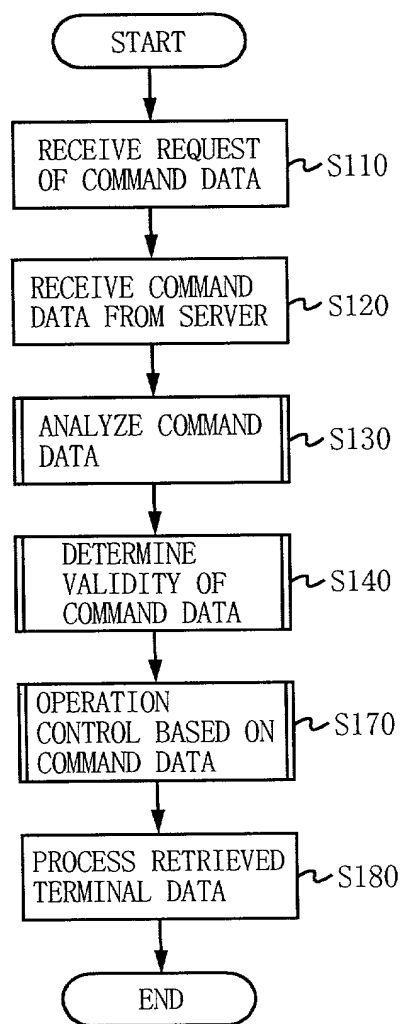 START
RECEIVE REQUEST
OF COMMAND DATA
S110
RECEIVE COMMAND
DATA FROM SERVER
S120
ANALYZE COMMAND
DATA
S130
DETERMINE
VALIDITY OF
COMMAND DATA
S140
OPERATION
CONTROL BASED ON
COMMAND DATA
S170
PROCESS RETRIEVED
TERMINAL DATA
S180
END